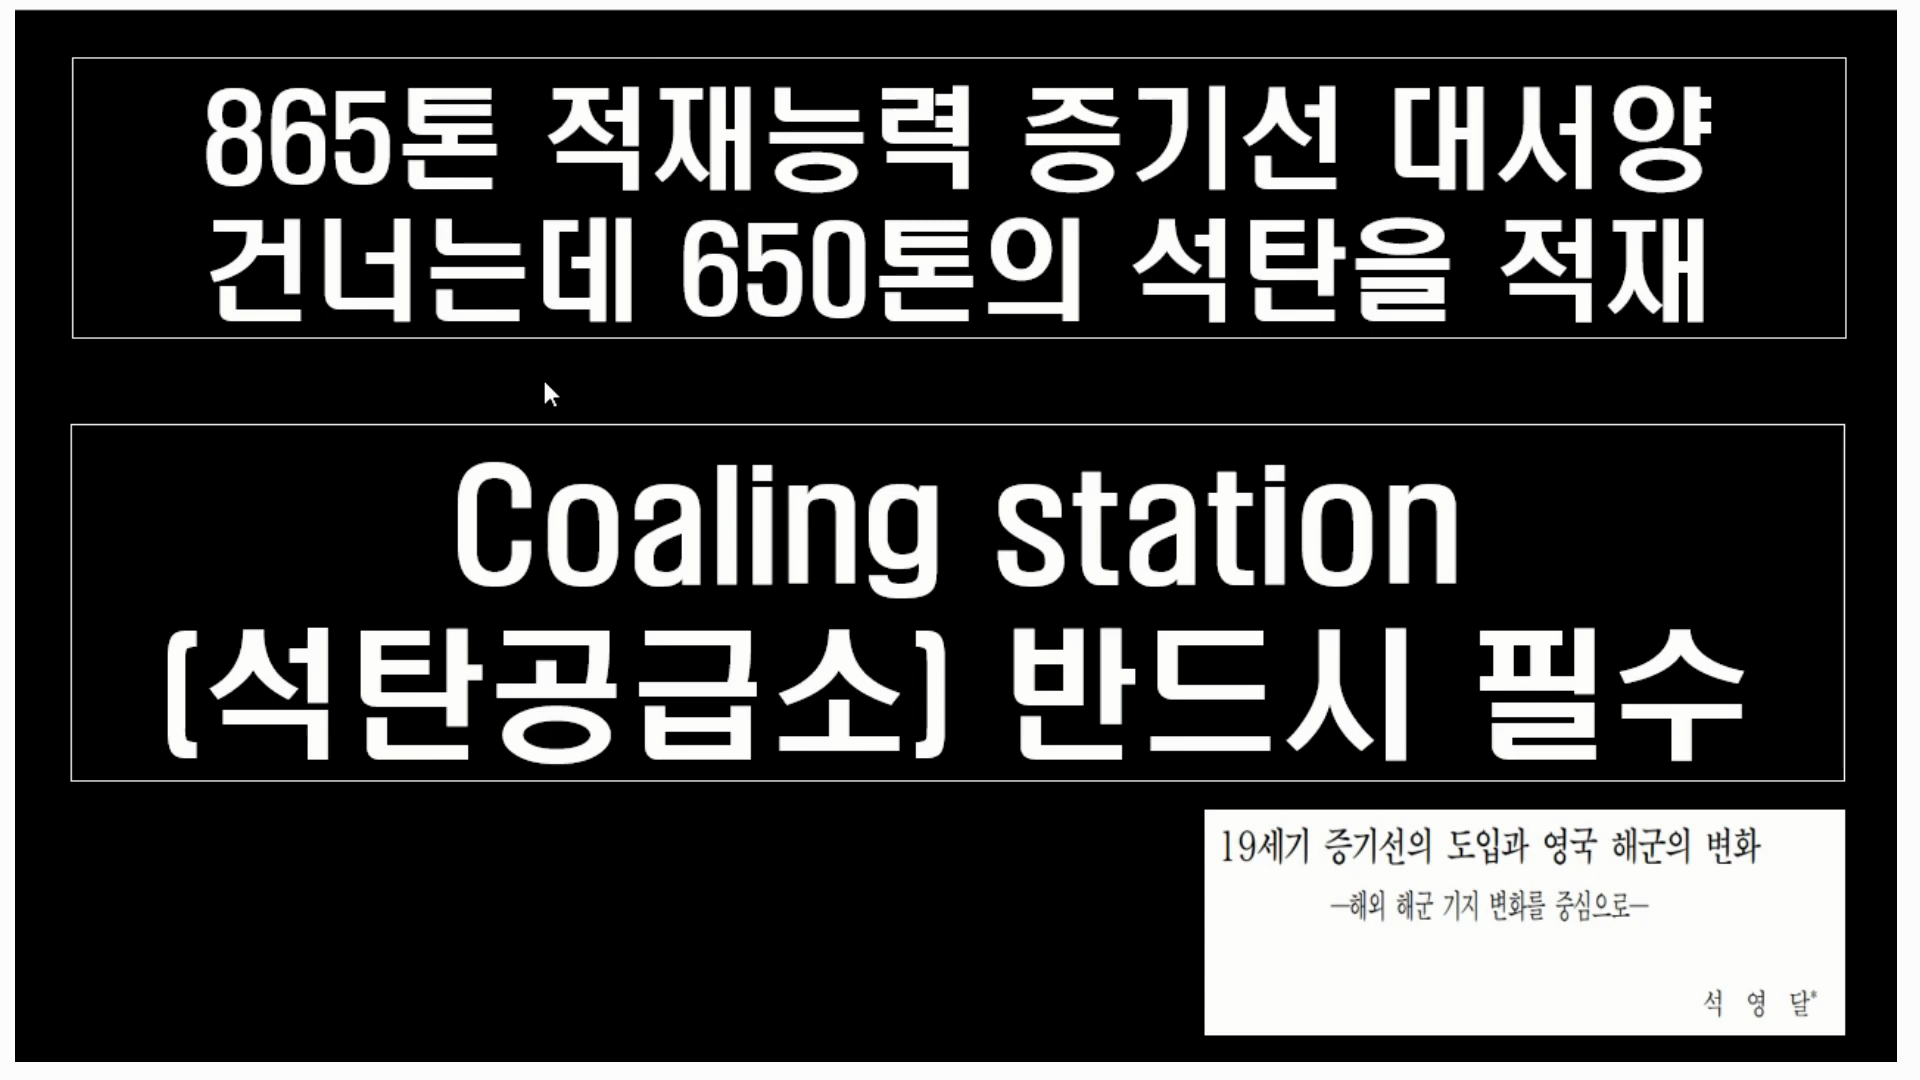 865톤 적재능력 증기선 대서양
건너는데 650톤의 석탄을 적재
Coaling station
(석탄공급소) 반드시 필수
19세기 증기선의 도입과 영국 해군의 변화
—해외 해군 기지 변화를 중심으로—
석 영 달*